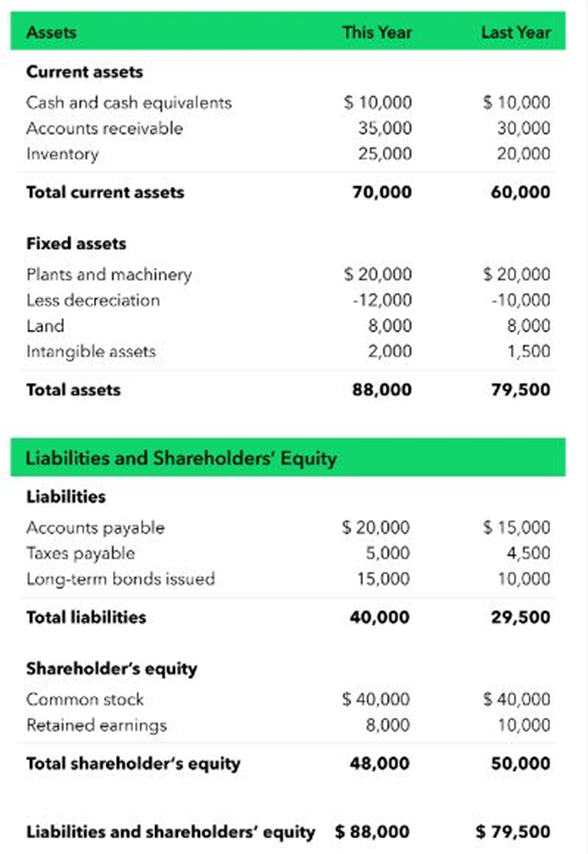 Assets This Year Last Year
Current assets
Cash and cash equivalents $ 10,000 $ 10,000
Accounts receivable 35,000 30,000
Inventory 25,000 20,000
Total current assets 70,000 60,000
Fixed assets
Plants and machinery $ 20,000 $ 20,000
Less decreciation -12,000 -10,000
Land 8,000 8,000
Intangible assets 2,000 1,500
Total assets 88,000 79,500
Liabilities and Shareholders' Equity
Liabilities
Accounts payable $ 20,000 $ 15,000
Taxes payable 5,000 4,500
Long-term bonds issued 15,000 10,000
Total liabilities 40,000 29,500
Shareholder's equity
Common stock $ 40,000 $ 40,000
Retained earnings 8,000 10,000
Total shareholder's equity 48,000 50,000
Liabilities and shareholders' equity $ 88,000 $ 79,500